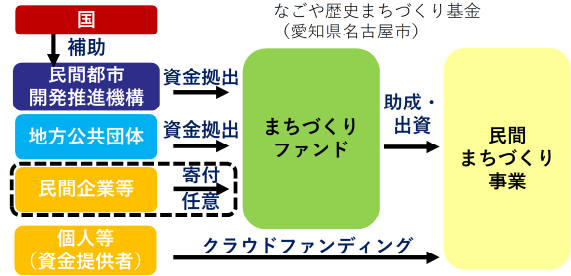 なごや歴史まちづくり基金
（愛知県名古屋市）
国
補助
民間都市
開発推進機構
資金拠出
地方公共団体
資金拠出
民間企業等
寄付
任意
まちづくり
ファンド
助成・
出資
民間
まちづくり
事業
個人等
（資金提供者）
クラウドファンディング